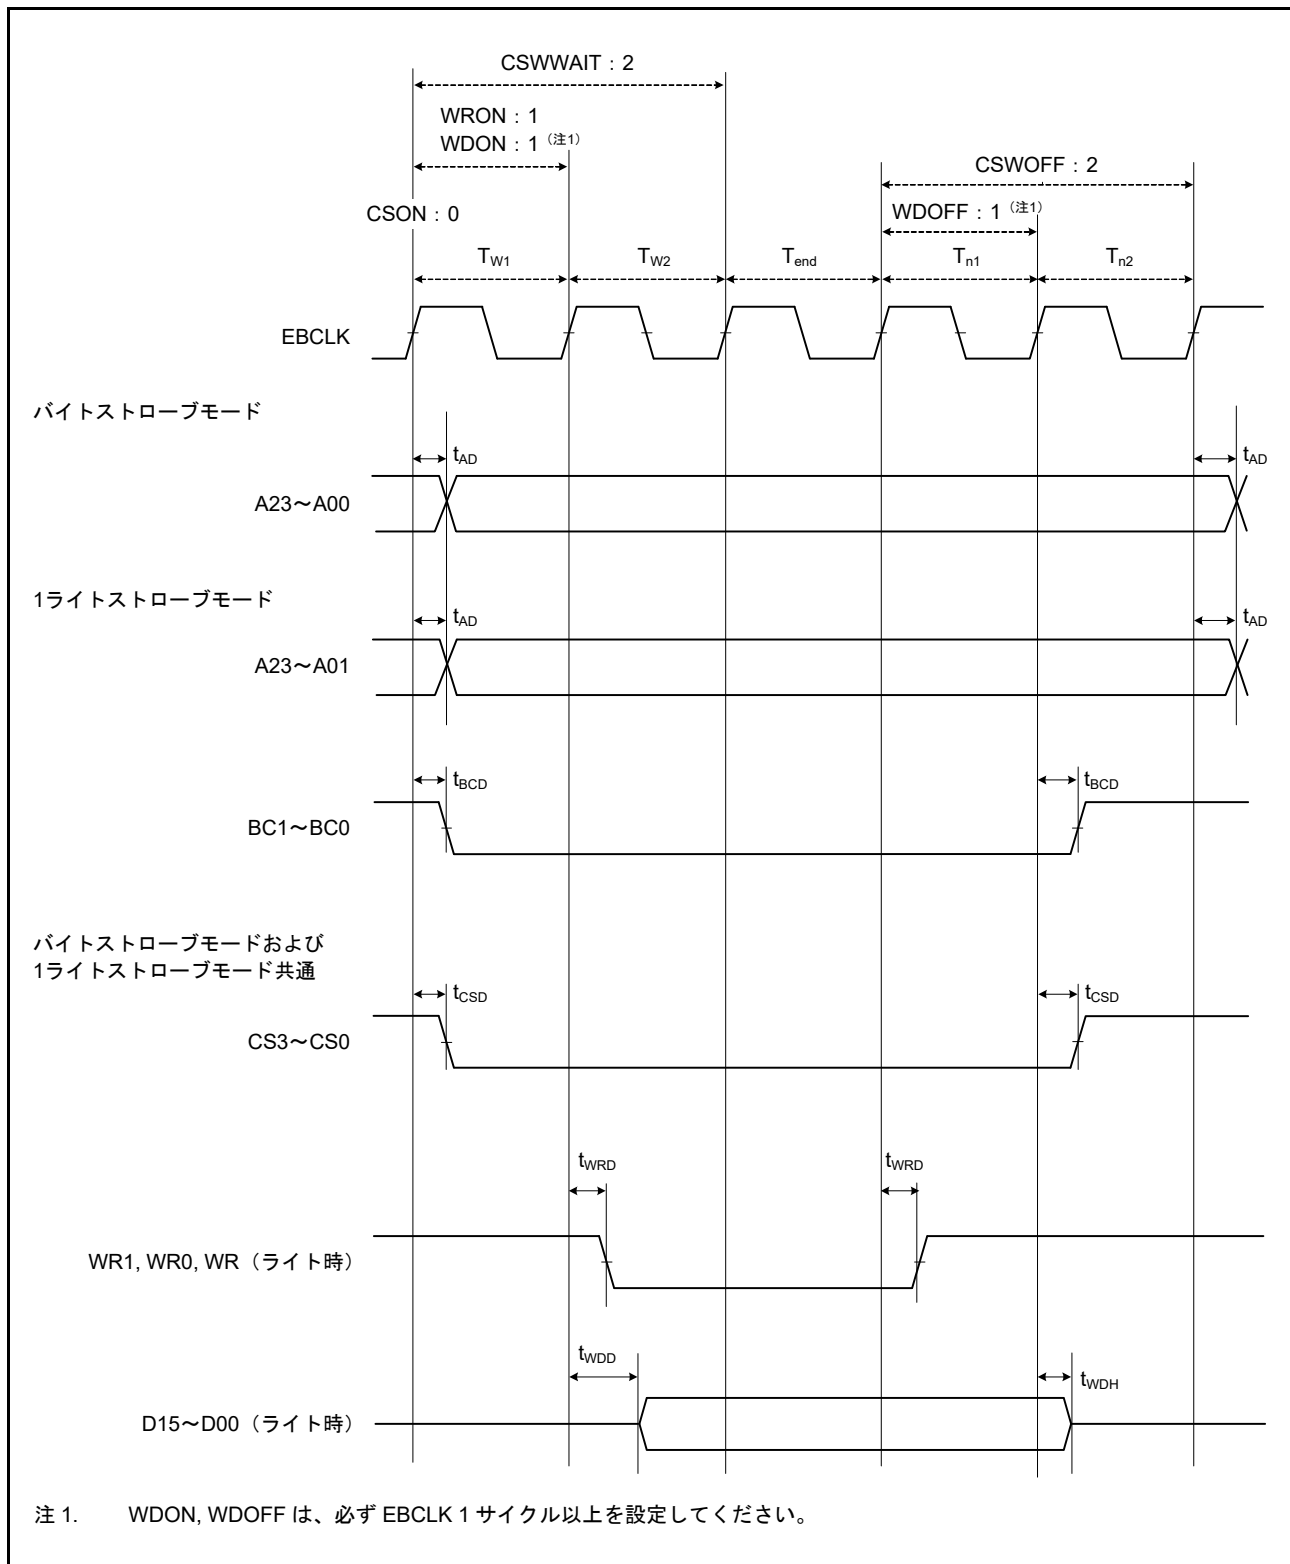 CSWWAIT：2
WRON：1
WDON：1（注1）
CSWOFF：2
CSON：0
WDOFF：1（注1）
TW1 TW2 Tend Tn1 Tn2
EBCLK
バイトストローブモード
tAD tAD
A23～A00
1ライトストローブモード
tAD tAD
A23～A01
tBCD tBCD
BC1～BC0
バイトストローブモードおよび
1ライトストローブモード共通
tCSD tCSD
CS3～CS0
tWRD tWRD
WR1, WR0, WR（ライト時）
tWDD tWDH
D15～D00（ライト時）
注 1. WDON, WDOFF は、必ず EBCLK 1 サイクル以上を設定してください。